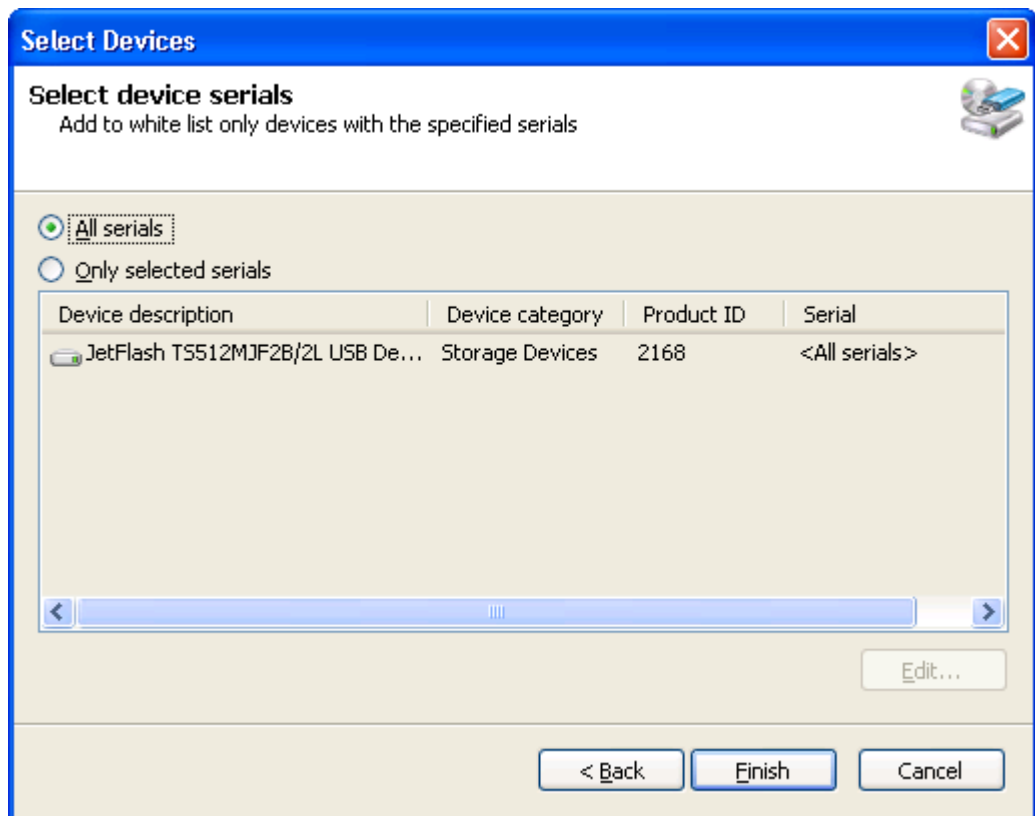 Select Devices
Select device serials
Add to white list only devices with the specified serials
All serials
Only selected serials
Device description Device category Product ID Serial
JetFlash TS512MJF2B/2L USB De... Storage Devices 2168 <All serials>
Edit...
< Back Finish Cancel